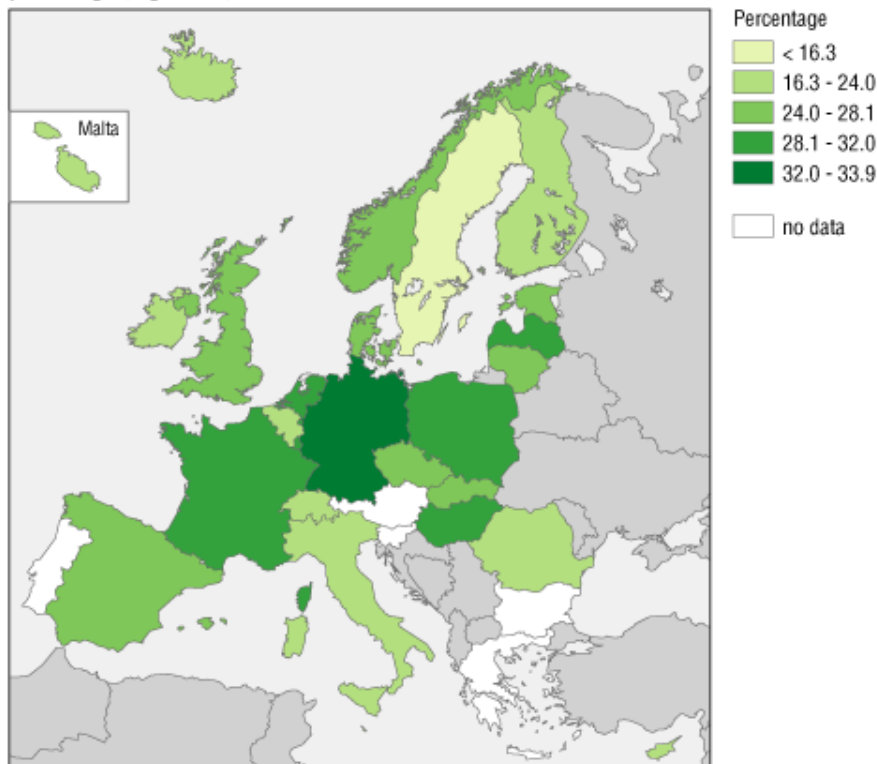 Percentage
< 16.3
16.3 - 24.0
24.0 - 28.1
28.1 - 32.0
32.0 - 33.9
no data
Malta